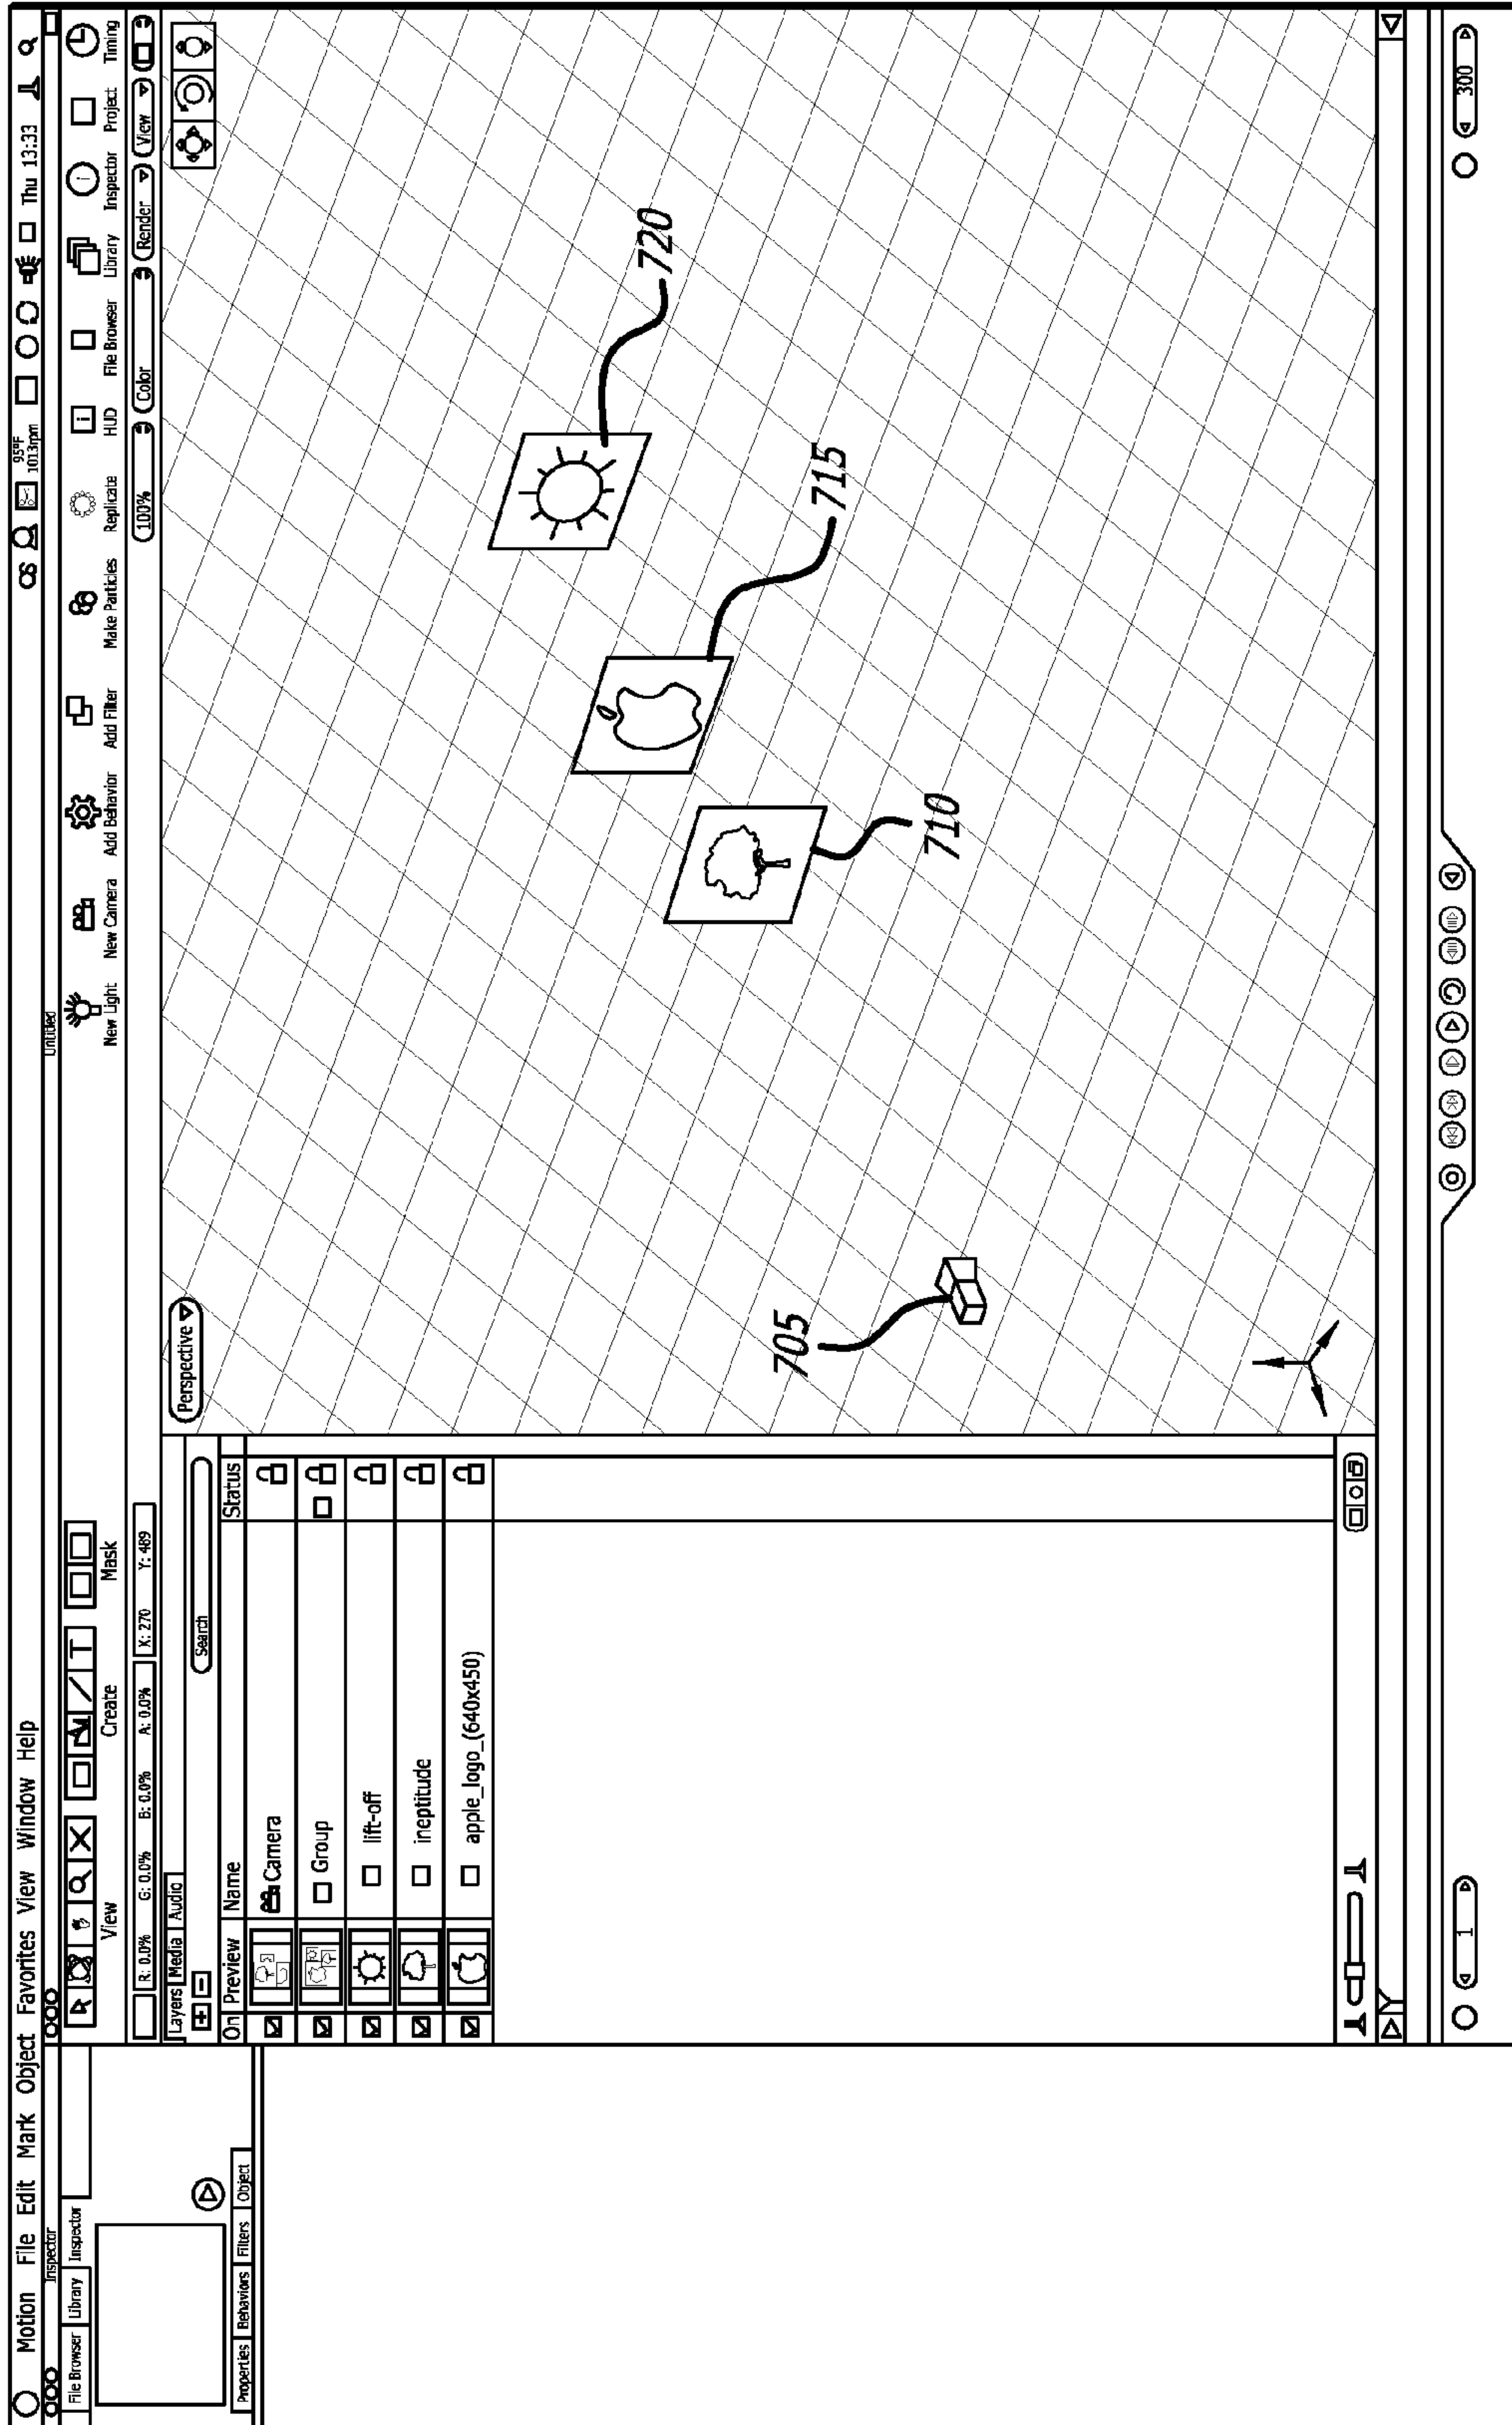 Motion File Edit Mark Object Favorites View Window Help
95°F
1013rpm
Thu 13:33
Inspector
Untitled
File Browser Library Inspector
View Create Mask
New Light New Camera Add Behavior Add Filter Make Particles Replicate HUD File Browser Library Inspector Project Timing
R: 0.0% G: 0.0% B: 0.0% A: 0.0% X: 270 Y: 489
100% Color Render View
Layers Media Audio
Search
Perspective
Properties Behaviors Filters Object
On Preview Name Status
Camera
Group
lift-off
ineptitude
apple_logo_(640x450)
720
715
710
705
1
300